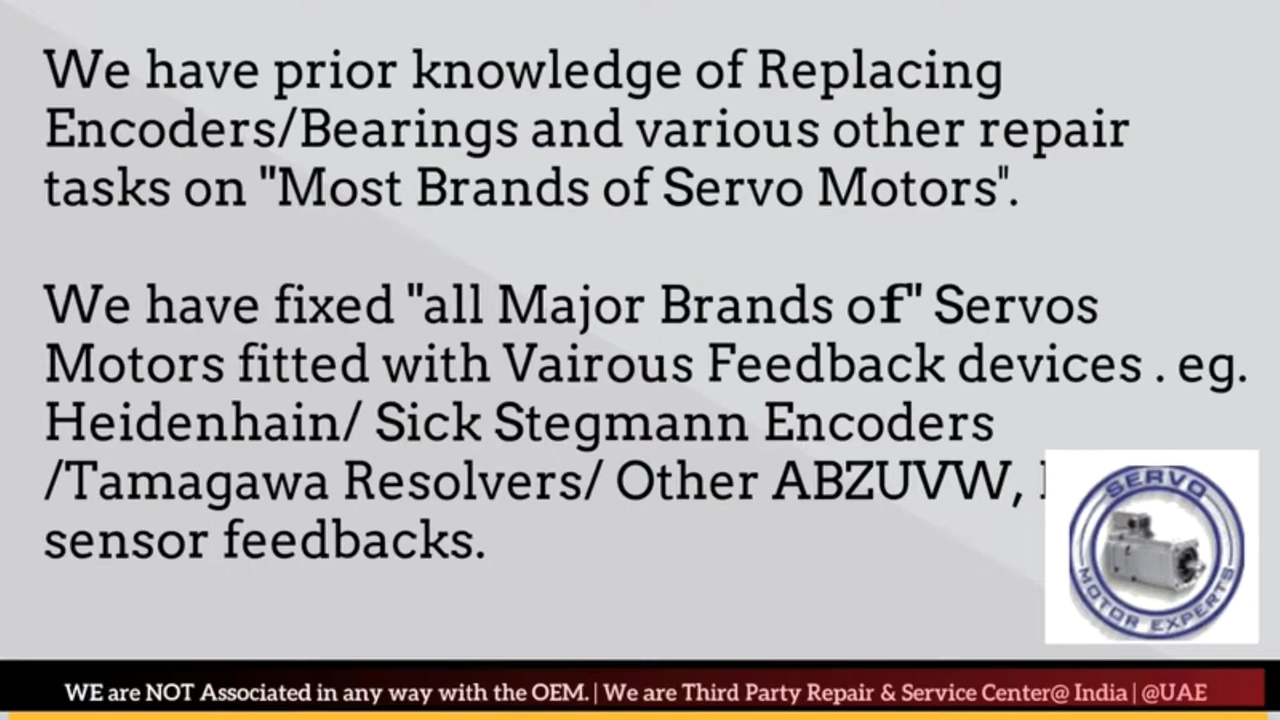 We have prior knowledge of Replacing
Encoders/Bearings and various other repair
tasks on "Most Brands of Servo Motors".
We have fixed "all Major Brands of" Servos
Motors fitted with Vairous Feedback devices . eg.
Heidenhain/ Sick Stegmann Encoders
/Tamagawa Resolvers/ Other ABZUVW,
sensor feedbacks.
SERVO
MOTOR EXPERTS
WE are NOT Associated in any way with the OEM. | We are Third Party Repair & Service Center@ India | @UAE